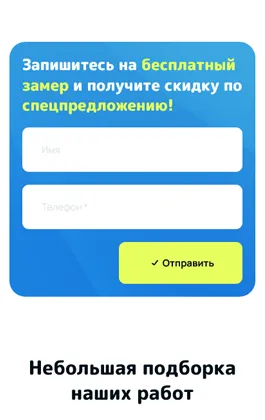 Запишитесь на бесплатный
замер и получите скидку по
спецпредложению!
Имя
Телефон *
✓ Отправить
Небольшая подборка
наших работ